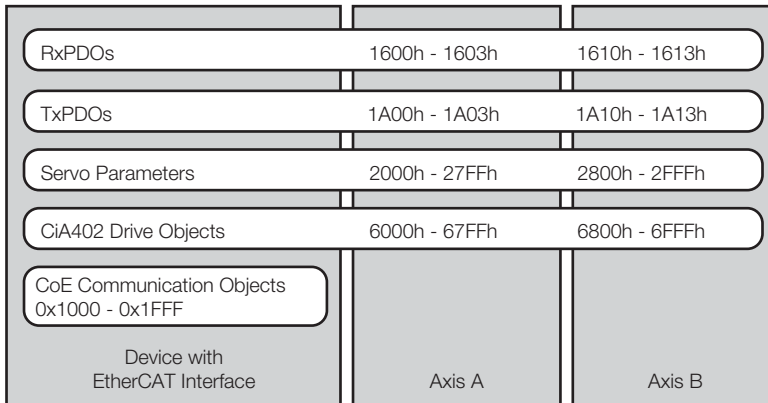 RxPDOs 1600h - 1603h 1610h - 1613h
TxPDOs 1A00h - 1A03h 1A10h - 1A13h
Servo Parameters 2000h - 27FFh 2800h - 2FFFh
CiA402 Drive Objects 6000h - 67FFh 6800h - 6FFFh
CoE Communication Objects
0x1000 - 0x1FFF
Device with
EtherCAT Interface Axis A Axis B